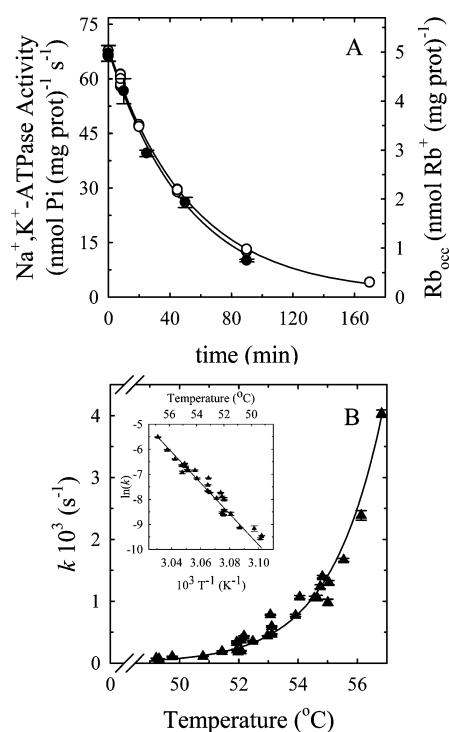 A
Na⁺,K⁺-ATPase Activity
(nmol Pi (mg prot)⁻¹ s⁻¹)
75
60
45
30
15
0
5
4
3
2
1
0
Rb_occ (nmol Rb⁺ (mg prot)⁻¹)
0 40 80 120 160
time (min)
B
k 10³ (s⁻¹)
4
3
2
1
0
Temperature (°C)
56 54 52 50
ln(k)
-5
-6
-7
-8
-9
-10
3.04 3.06 3.08 3.10
10³ T⁻¹ (K⁻¹)
0 50 52 54 56
Temperature (°C)